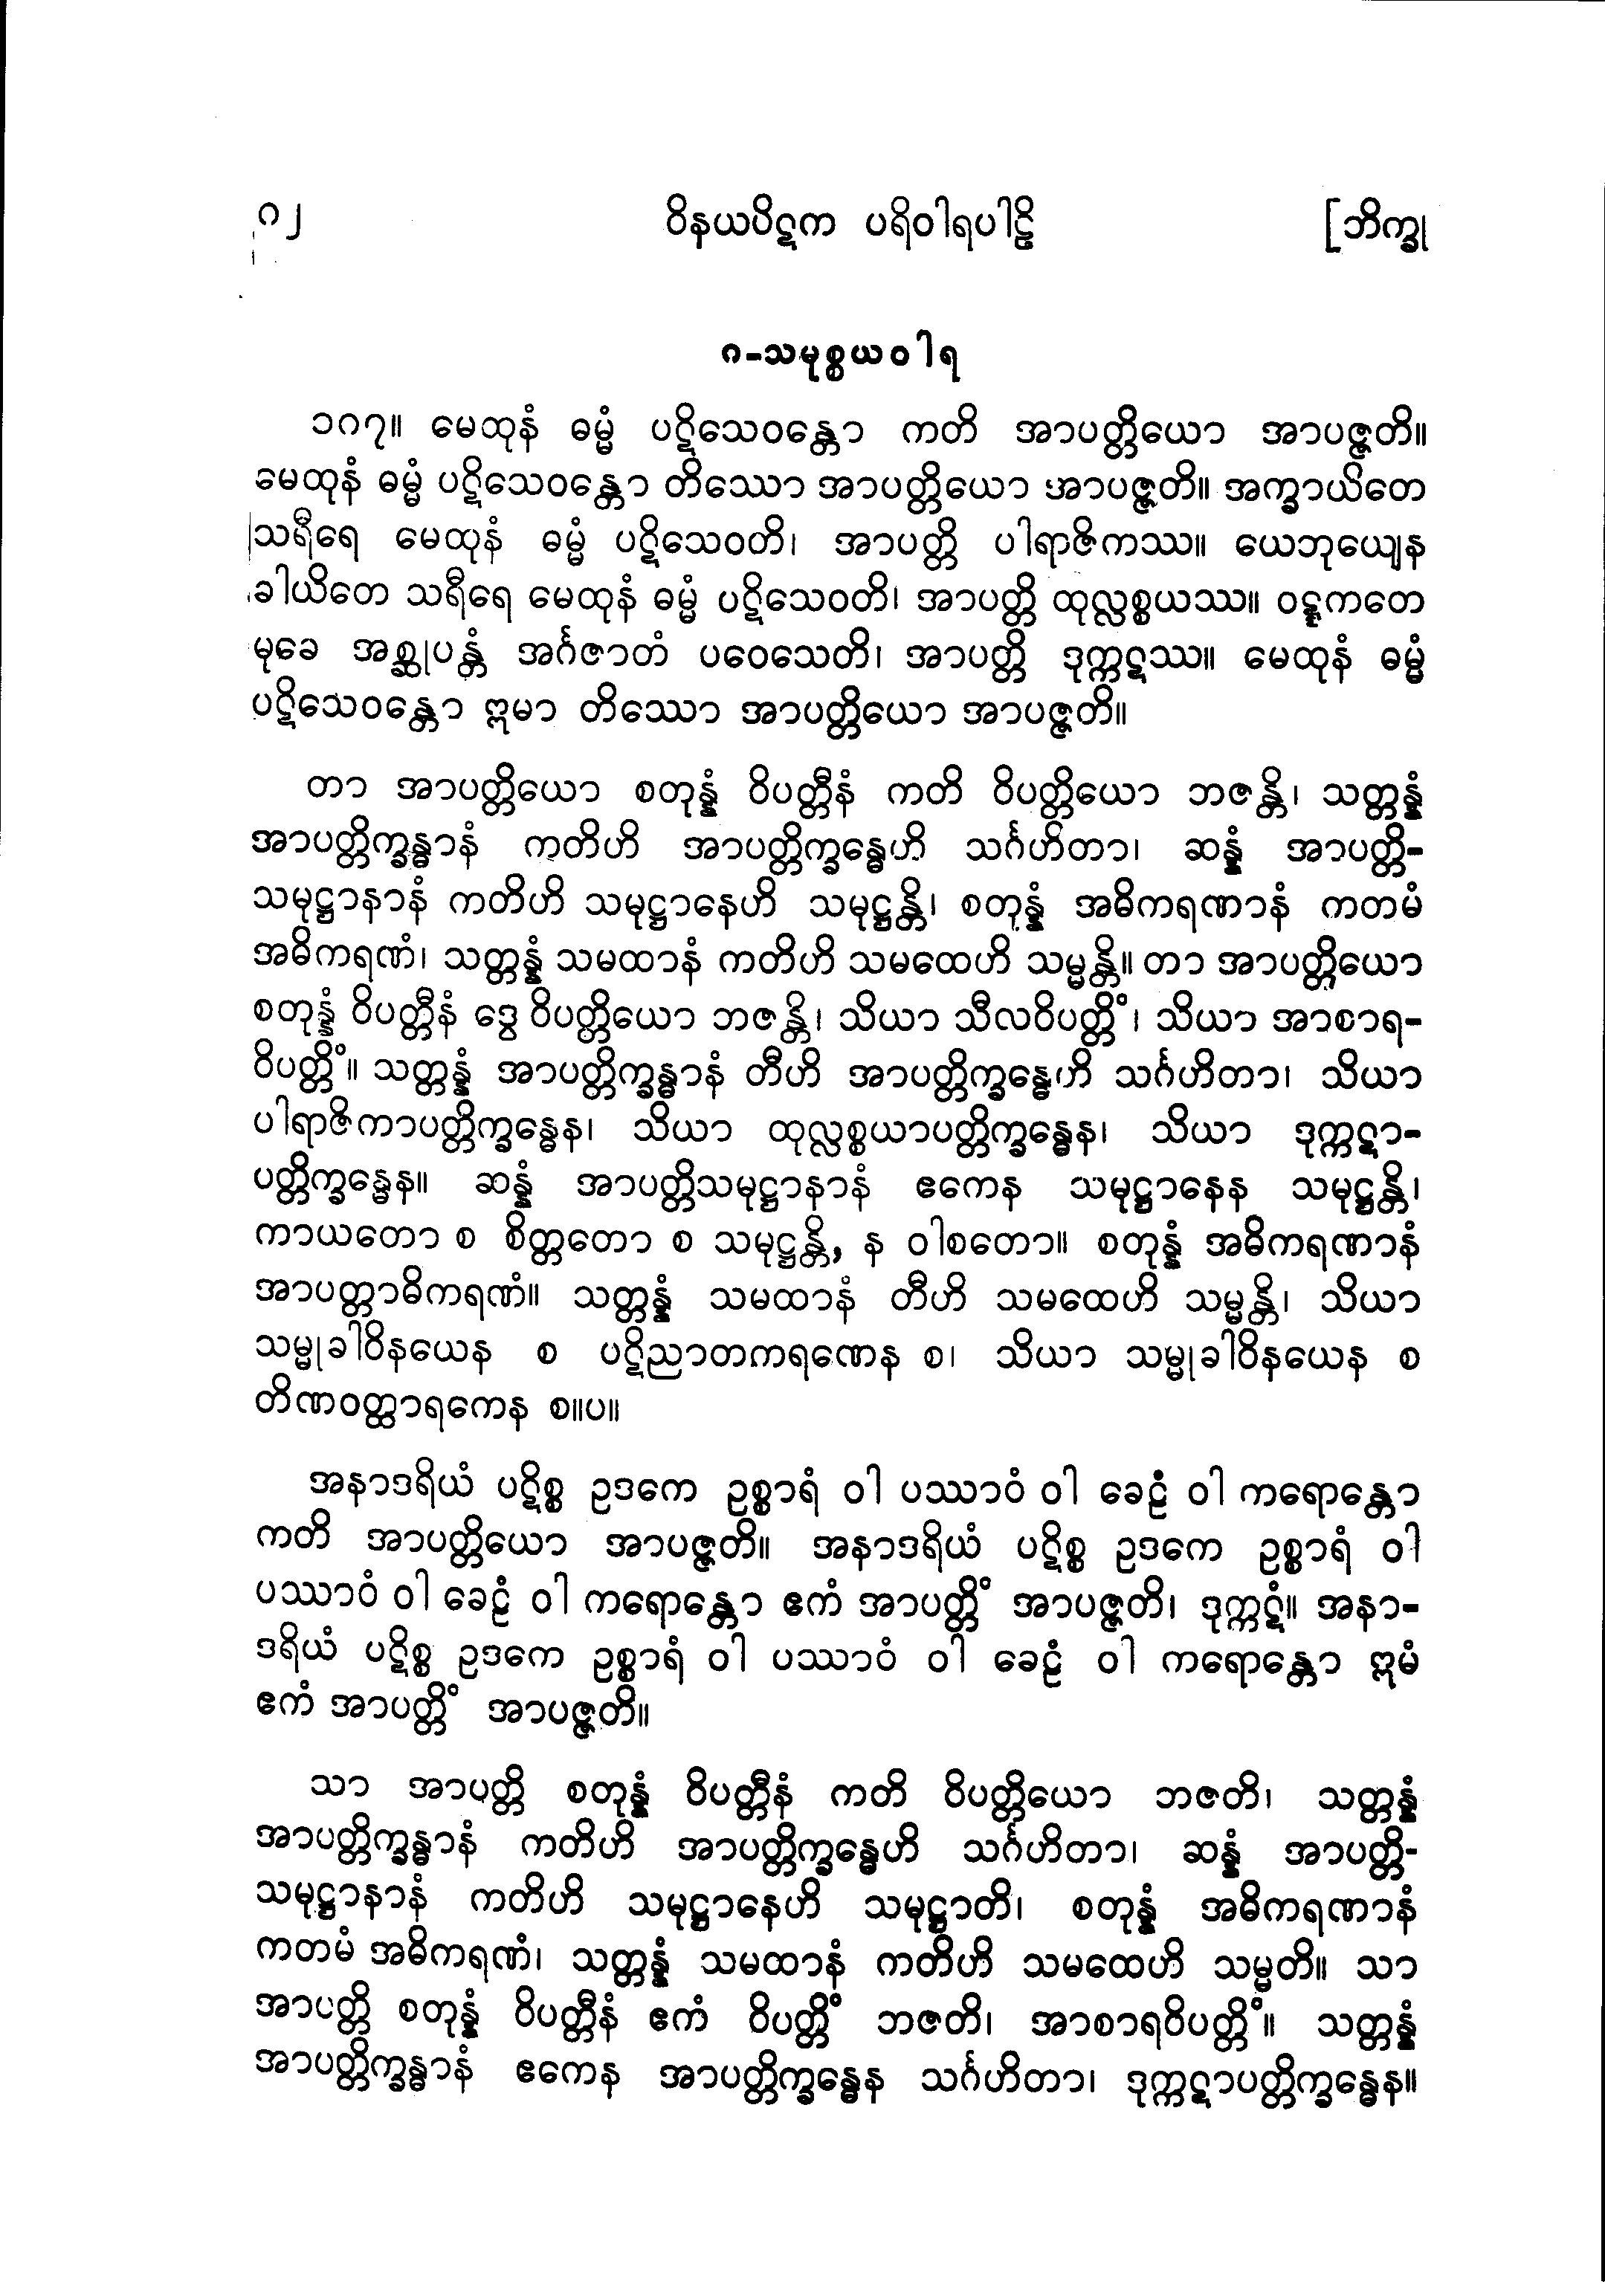 ၈၂ ဝိနယပိဋက ပရိဝါရပါဠိ [ဘိက္ခု
၈-သမုစ္စယဝါရ
၁၈၇။ မေထုနံ ဓမ္မံ ပဋိသေဝန္တော ကတိ အာပတ္တိယော အာပဇ္ဇတိ။
မေထုနံ ဓမ္မံ ပဋိသေဝန္တော တိဿော အာပတ္တိယော အာပဇ္ဇတိ။ အက္ခာယိတေ
သရီရေ မေထုနံ ဓမ္မံ ပဋိသေဝတိ၊ အာပတ္တိ ပါရာဇိကဿ။ ယေဘုယျေန
ခါယိတေ သရီရေ မေထုနံ ဓမ္မံ ပဋိသေဝတိ၊ အာပတ္တိ ထုလ္လစ္စယဿ။ ဝဋ္ဋကတေ
မုခေ အစ္ဆုပန္တံ အင်္ဂဇာတံ ပဝေသေတိ၊ အာပတ္တိ ဒုက္ကဋဿ။ မေထုနံ ဓမ္မံ
ပဋိသေဝန္တော ဣမာ တိဿော အာပတ္တိယော အာပဇ္ဇတိ။
တာ အာပတ္တိယော စတုန္နံ ဝိပတ္တီနံ ကတိ ဝိပတ္တိယော ဘဇန္တိ၊ သတ္တန္နံ
အာပတ္တိက္ခန္ဓာနံ ကတိဟိ အာပတ္တိက္ခန္ဓေဟိ သင်္ဂဟိတာ၊ ဆန္နံ အာပတ္တိ-
သမုဋ္ဌာနာနံ ကတိဟိ သမုဋ္ဌာနေဟိ သမုဋ္ဌန္တိ၊ စတုန္နံ အဓိကရဏာနံ ကတမံ
အဓိကရဏံ၊ သတ္တန္နံ သမထာနံ ကတိဟိ သမထေဟိ သမ္မန္တိ။ တာ အာပတ္တိယော
စတုန္နံ ဝိပတ္တီနံ ဒွေ ဝိပတ္တိယော ဘဇန္တိ၊ သိယာ သီလဝိပတ္တိံ၊ သိယာ အာစာရ-
ဝိပတ္တိံ။ သတ္တန္နံ အာပတ္တိက္ခန္ဓာနံ တီဟိ အာပတ္တိက္ခန္ဓေဟိ သင်္ဂဟိတာ၊ သိယာ
ပါရာဇိကာပတ္တိက္ခန္ဓေန၊ သိယာ ထုလ္လစ္စယာပတ္တိက္ခန္ဓေန၊ သိယာ ဒုက္ကဋာ-
ပတ္တိက္ခန္ဓေန။ ဆန္နံ အာပတ္တိသမုဋ္ဌာနာနံ ဧကေန သမုဋ္ဌာနေန သမုဋ္ဌန္တိ၊
ကာယတော စ စိတ္တတော စ သမုဋ္ဌန္တိ, န ဝါစတော။ စတုန္နံ အဓိကရဏာနံ
အာပတ္တာဓိကရဏံ။ သတ္တန္နံ သမထာနံ တီဟိ သမထေဟိ သမ္မန္တိ၊ သိယာ
သမ္မုခါဝိနယေန စ ပဋိညာတကရဏေန စ၊ သိယာ သမ္မုခါဝိနယေန စ
တိဏဝတ္ထာရကေန စ။ပ။
အနာဒရိယံ ပဋိစ္စ ဥဒကေ ဥစ္စာရံ ဝါ ပဿာဝံ ဝါ ခေဠံ ဝါ ကရောန္တော
ကတိ အာပတ္တိယော အာပဇ္ဇတိ။ အနာဒရိယံ ပဋိစ္စ ဥဒကေ ဥစ္စာရံ ဝါ
ပဿာဝံ ဝါ ခေဠံ ဝါ ကရောန္တော ဧကံ အာပတ္တိံ အာပဇ္ဇတိ၊ ဒုက္ကဋံ။ အနာ-
ဒရိယံ ပဋိစ္စ ဥဒကေ ဥစ္စာရံ ဝါ ပဿာဝံ ဝါ ခေဠံ ဝါ ကရောန္တော ဣမံ
ဧကံ အာပတ္တိံ အာပဇ္ဇတိ။
သာ အာပတ္တိ စတုန္နံ ဝိပတ္တီနံ ကတိ ဝိပတ္တိယော ဘဇတိ၊ သတ္တန္နံ
အာပတ္တိက္ခန္ဓာနံ ကတိဟိ အာပတ္တိက္ခန္ဓေဟိ သင်္ဂဟိတာ၊ ဆန္နံ အာပတ္တိ-
သမုဋ္ဌာနာနံ ကတိဟိ သမုဋ္ဌာနေဟိ သမုဋ္ဌာတိ၊ စတုန္နံ အဓိကရဏာနံ
ကတမံ အဓိကရဏံ၊ သတ္တန္နံ သမထာနံ ကတိဟိ သမထေဟိ သမ္မတိ။ သာ
အာပတ္တိ စတုန္နံ ဝိပတ္တီနံ ဧကံ ဝိပတ္တိံ ဘဇတိ၊ အာစာရဝိပတ္တိံ။ သတ္တန္နံ
အာပတ္တိက္ခန္ဓာနံ ဧကေန အာပတ္တိက္ခန္ဓေန သင်္ဂဟိတာ၊ ဒုက္ကဋာပတ္တိက္ခန္ဓေန။